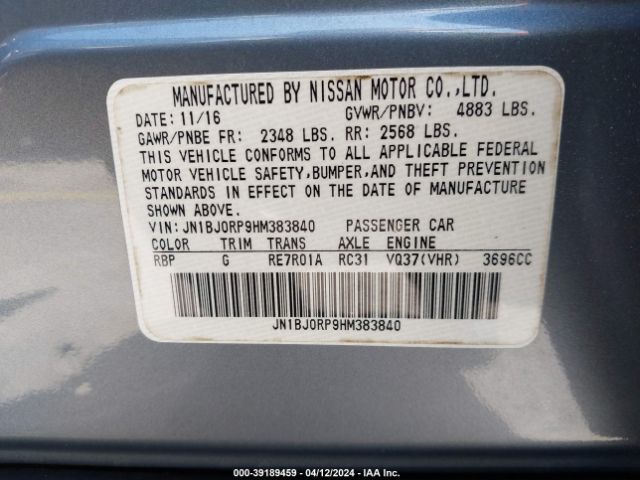 MANUFACTURED BY NISSAN MOTOR CO.,LTD.
DATE: 11/16 GVWR/PNBV: 4883 LBS.
GAWR/PNBE FR: 2348 LBS. RR: 2568 LBS.
THIS VEHICLE CONFORMS TO ALL APPLICABLE FEDERAL
MOTOR VEHICLE SAFETY,BUMPER,AND THEFT PREVENTION
STANDARDS IN EFFECT ON THE DATE OF MANUFACTURE
SHOWN ABOVE.
VIN: JN1BJ0RP9HM383840 PASSENGER CAR
COLOR TRIM TRANS AXLE ENGINE
RBP G RE7R01A RC31 VQ37(VHR) 3696CC
JN1BJ0RP9HM383840
000-39189459 - 04/12/2024 - IAA Inc.